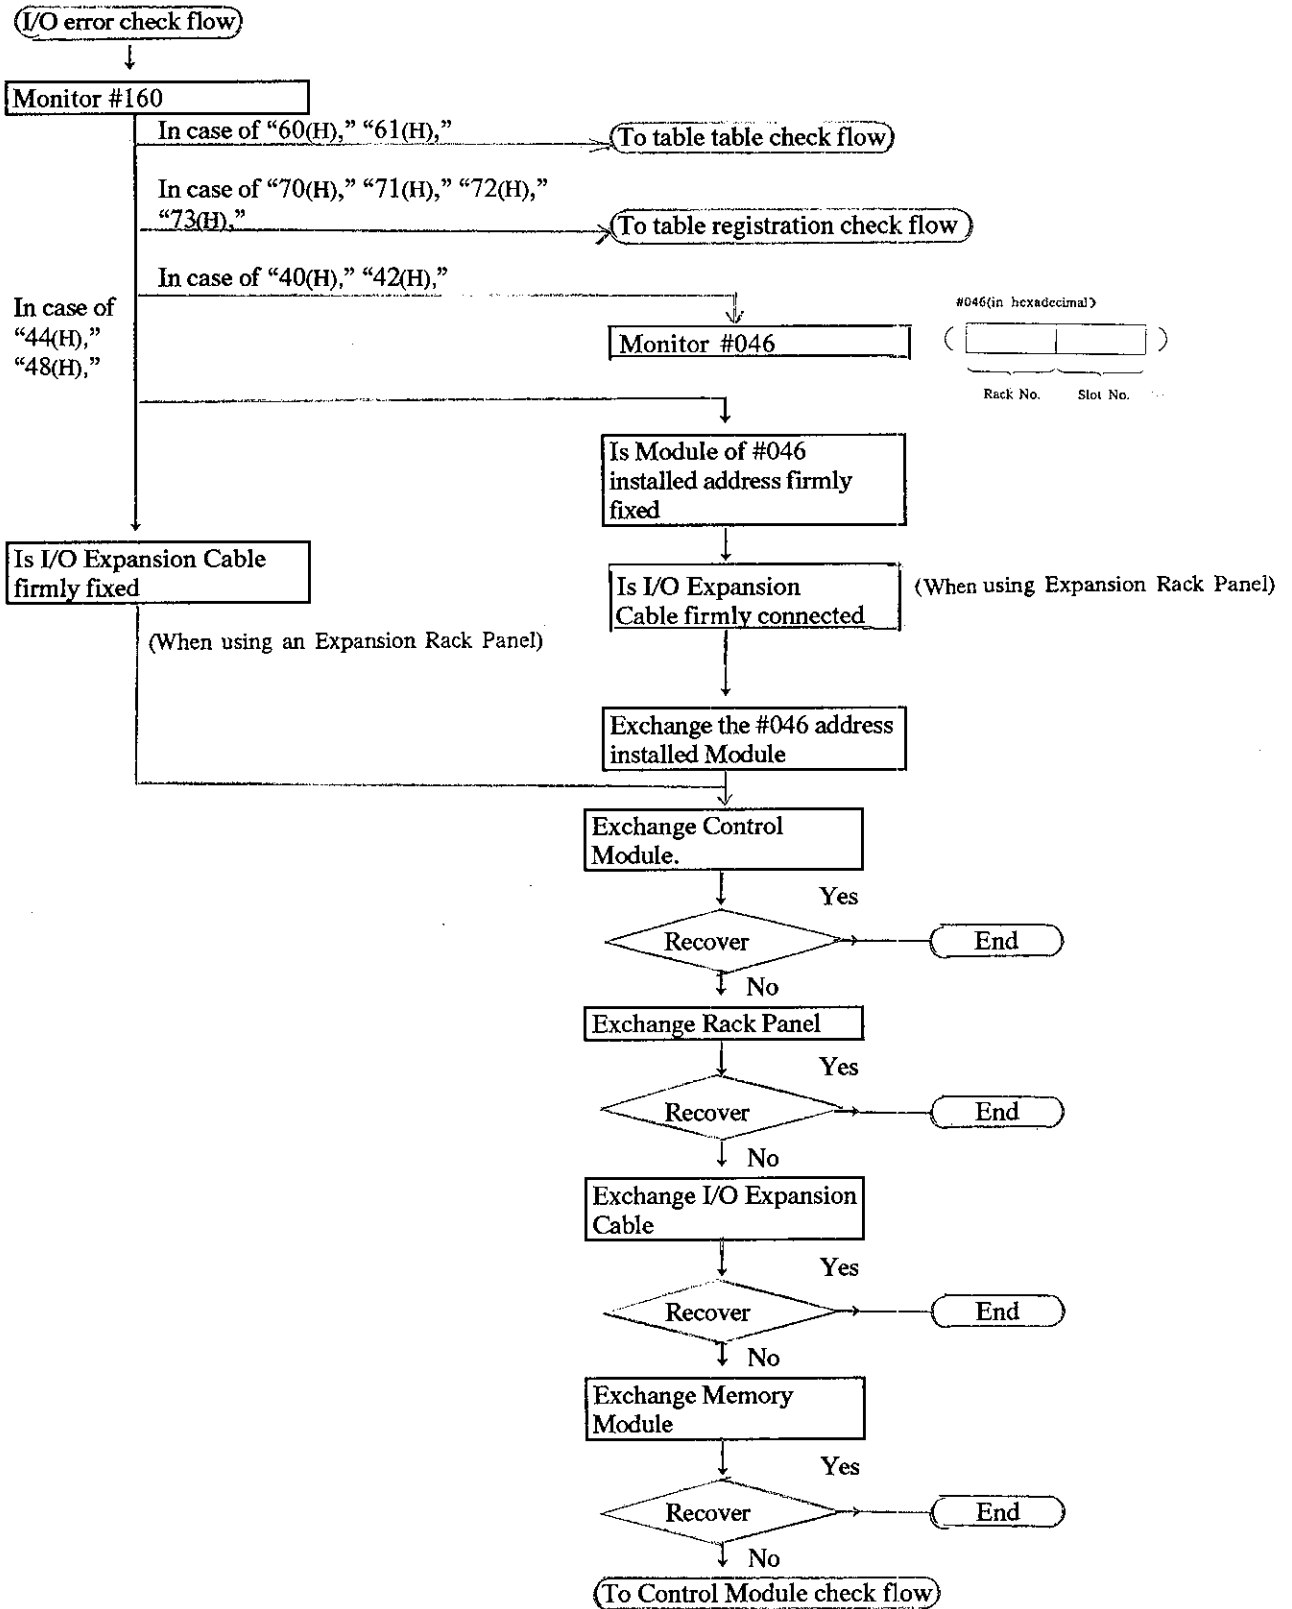 I/O error check flow
Monitor #160
In case of “60(H),” “61(H),”
To table table check flow
In case of “70(H),” “71(H),” “72(H),”
“73(H),”
To table registration check flow
In case of “40(H),” “42(H),”
In case of
“44(H),”
“48(H),”
#046(in hexadecimal)
Monitor #046
( )
Rack No. Slot No.
Is Module of #046
installed address firmly
fixed
Is I/O Expansion Cable
firmly fixed
Is I/O Expansion
Cable firmly connected
(When using Expansion Rack Panel)
(When using an Expansion Rack Panel)
Exchange the #046 address
installed Module
Exchange Control
Module.
Yes
Recover
End
No
Exchange Rack Panel
Yes
Recover
End
No
Exchange I/O Expansion
Cable
Yes
Recover
End
No
Exchange Memory
Module
Yes
Recover
End
No
To Control Module check flow